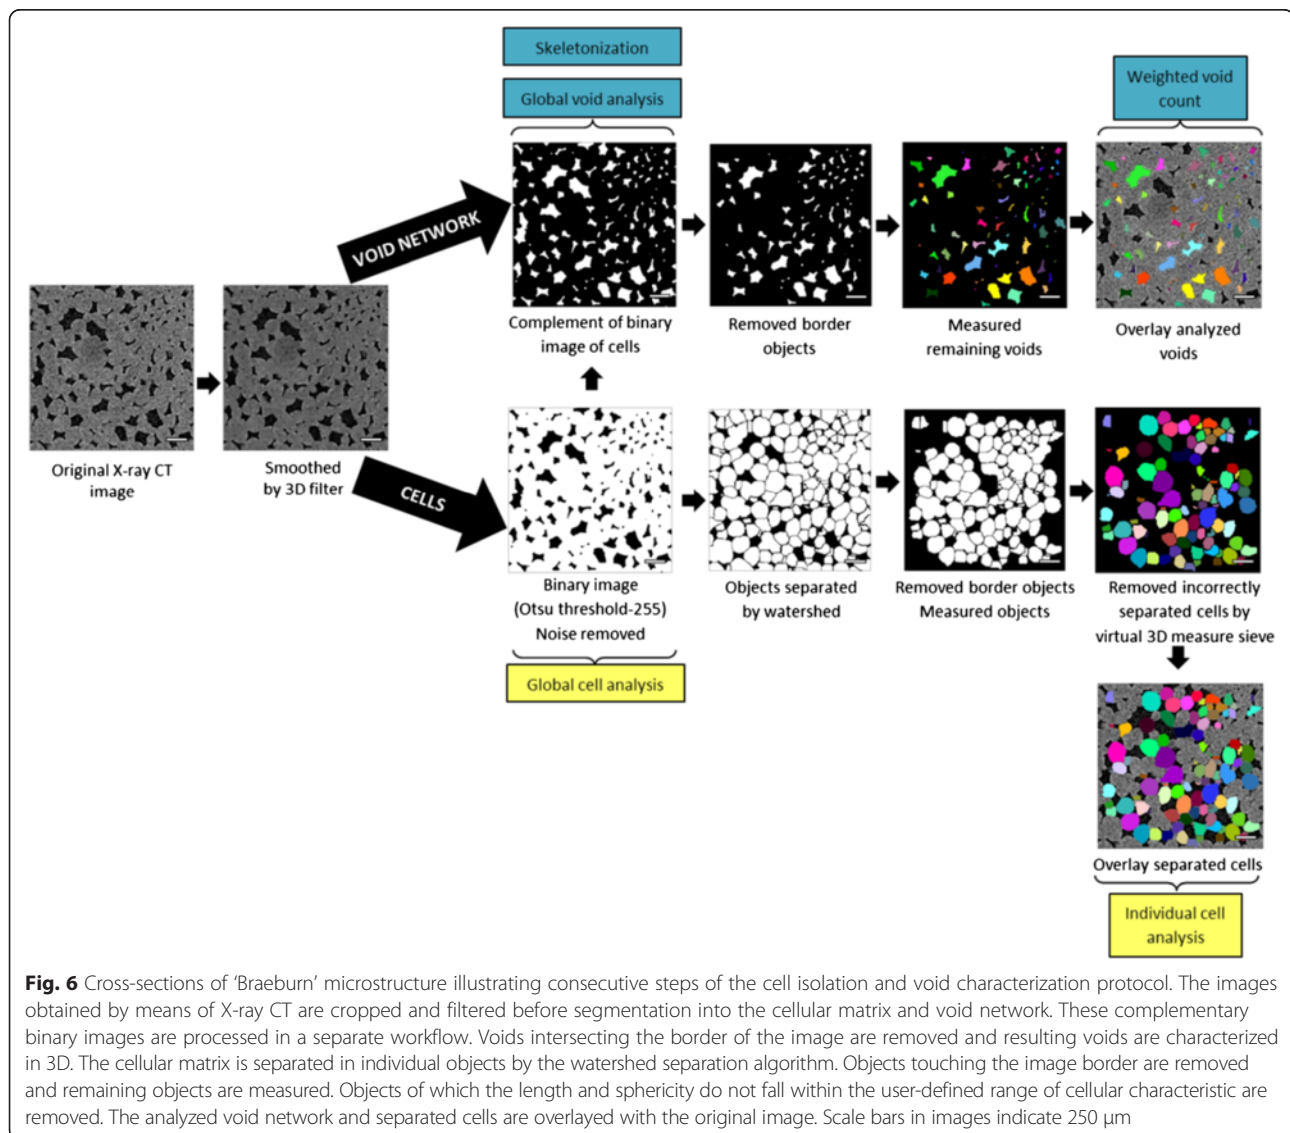 Skeletonization
Global void analysis
Weighted void
count
VOID NETWORK
Complement of binary
image of cells
Removed border
objects
Measured
remaining voids
Overlay analyzed
voids
Original X-ray CT
image
Smoothed
by 3D filter
CELLS
Binary image
(Otsu threshold-255)
Noise removed
Objects separated
by watershed
Removed border objects
Measured objects
Removed incorrectly
separated cells by
virtual 3D measure sieve
Global cell analysis
Overlay separated cells
Individual cell
analysis
Fig. 6 Cross-sections of ‘Braeburn’ microstructure illustrating consecutive steps of the cell isolation and void characterization protocol. The images
obtained by means of X-ray CT are cropped and filtered before segmentation into the cellular matrix and void network. These complementary
binary images are processed in a separate workflow. Voids intersecting the border of the image are removed and resulting voids are characterized
in 3D. The cellular matrix is separated in individual objects by the watershed separation algorithm. Objects touching the image border are removed
and remaining objects are measured. Objects of which the length and sphericity do not fall within the user-defined range of cellular characteristic are
removed. The analyzed void network and separated cells are overlayed with the original image. Scale bars in images indicate 250 μm